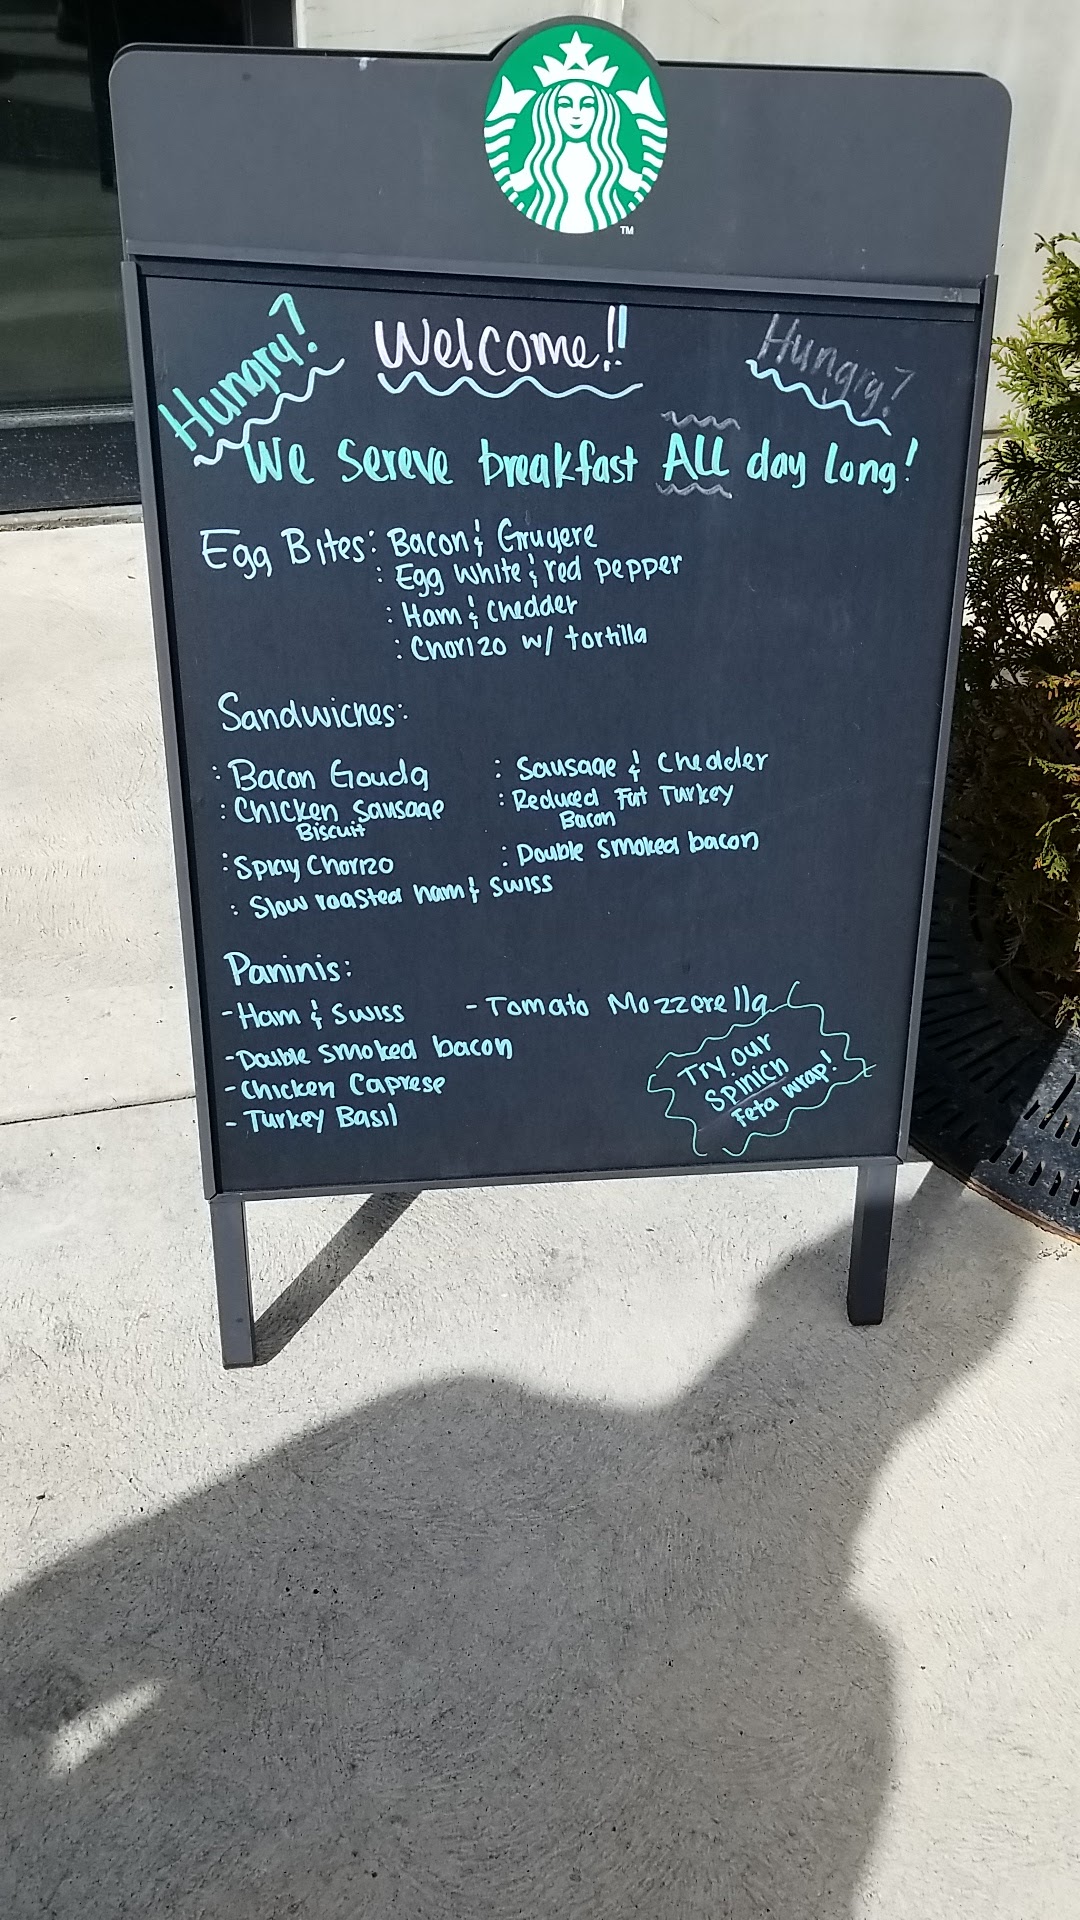 TM
Hungry? Welcome!! Hungry?
We Sereve breakfast ALL day Long!
Egg Bites: Bacon & Gruyere
: Egg white & red pepper
: Ham & chedder
: Chorizo w/ tortilla
Sandwiches:
: Bacon Gouda : Sausage & chedder
: Chicken Sausage : Reduced Fat Turkey
Biscuit Bacon
: Spicy Chorizo : Double smoked bacon
: Slow roasted ham & swiss
Paninis:
- Ham & Swiss - Tomato Mozzerella
- Double smoked bacon
- Chicken Caprese
- Turkey Basil
Try our
Spinich
Feta wrap!